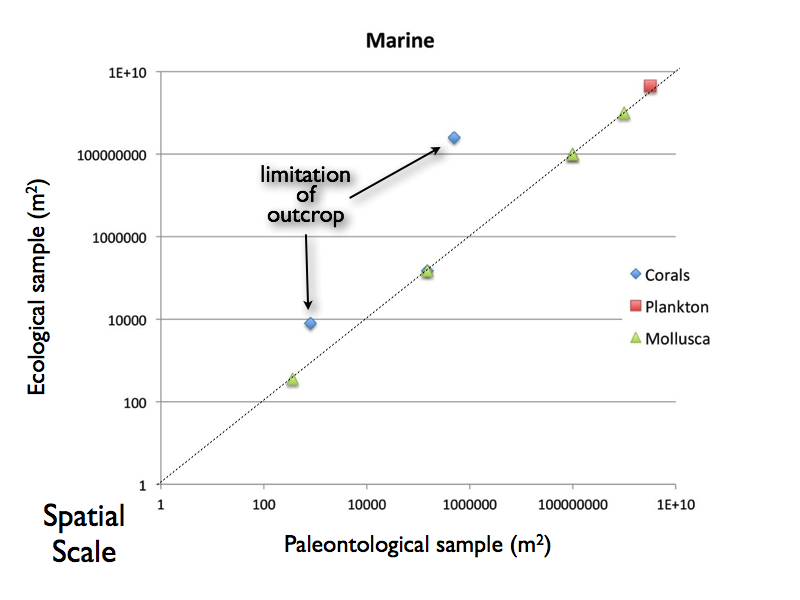 Marine
1E+10
100000000
1000000
10000
100
1
limitation
of
outcrop
Ecological sample (m²)
Corals
Plankton
Mollusca
1 100 10000 1000000 100000000 1E+10
Spatial
Scale
Paleontological sample (m²)